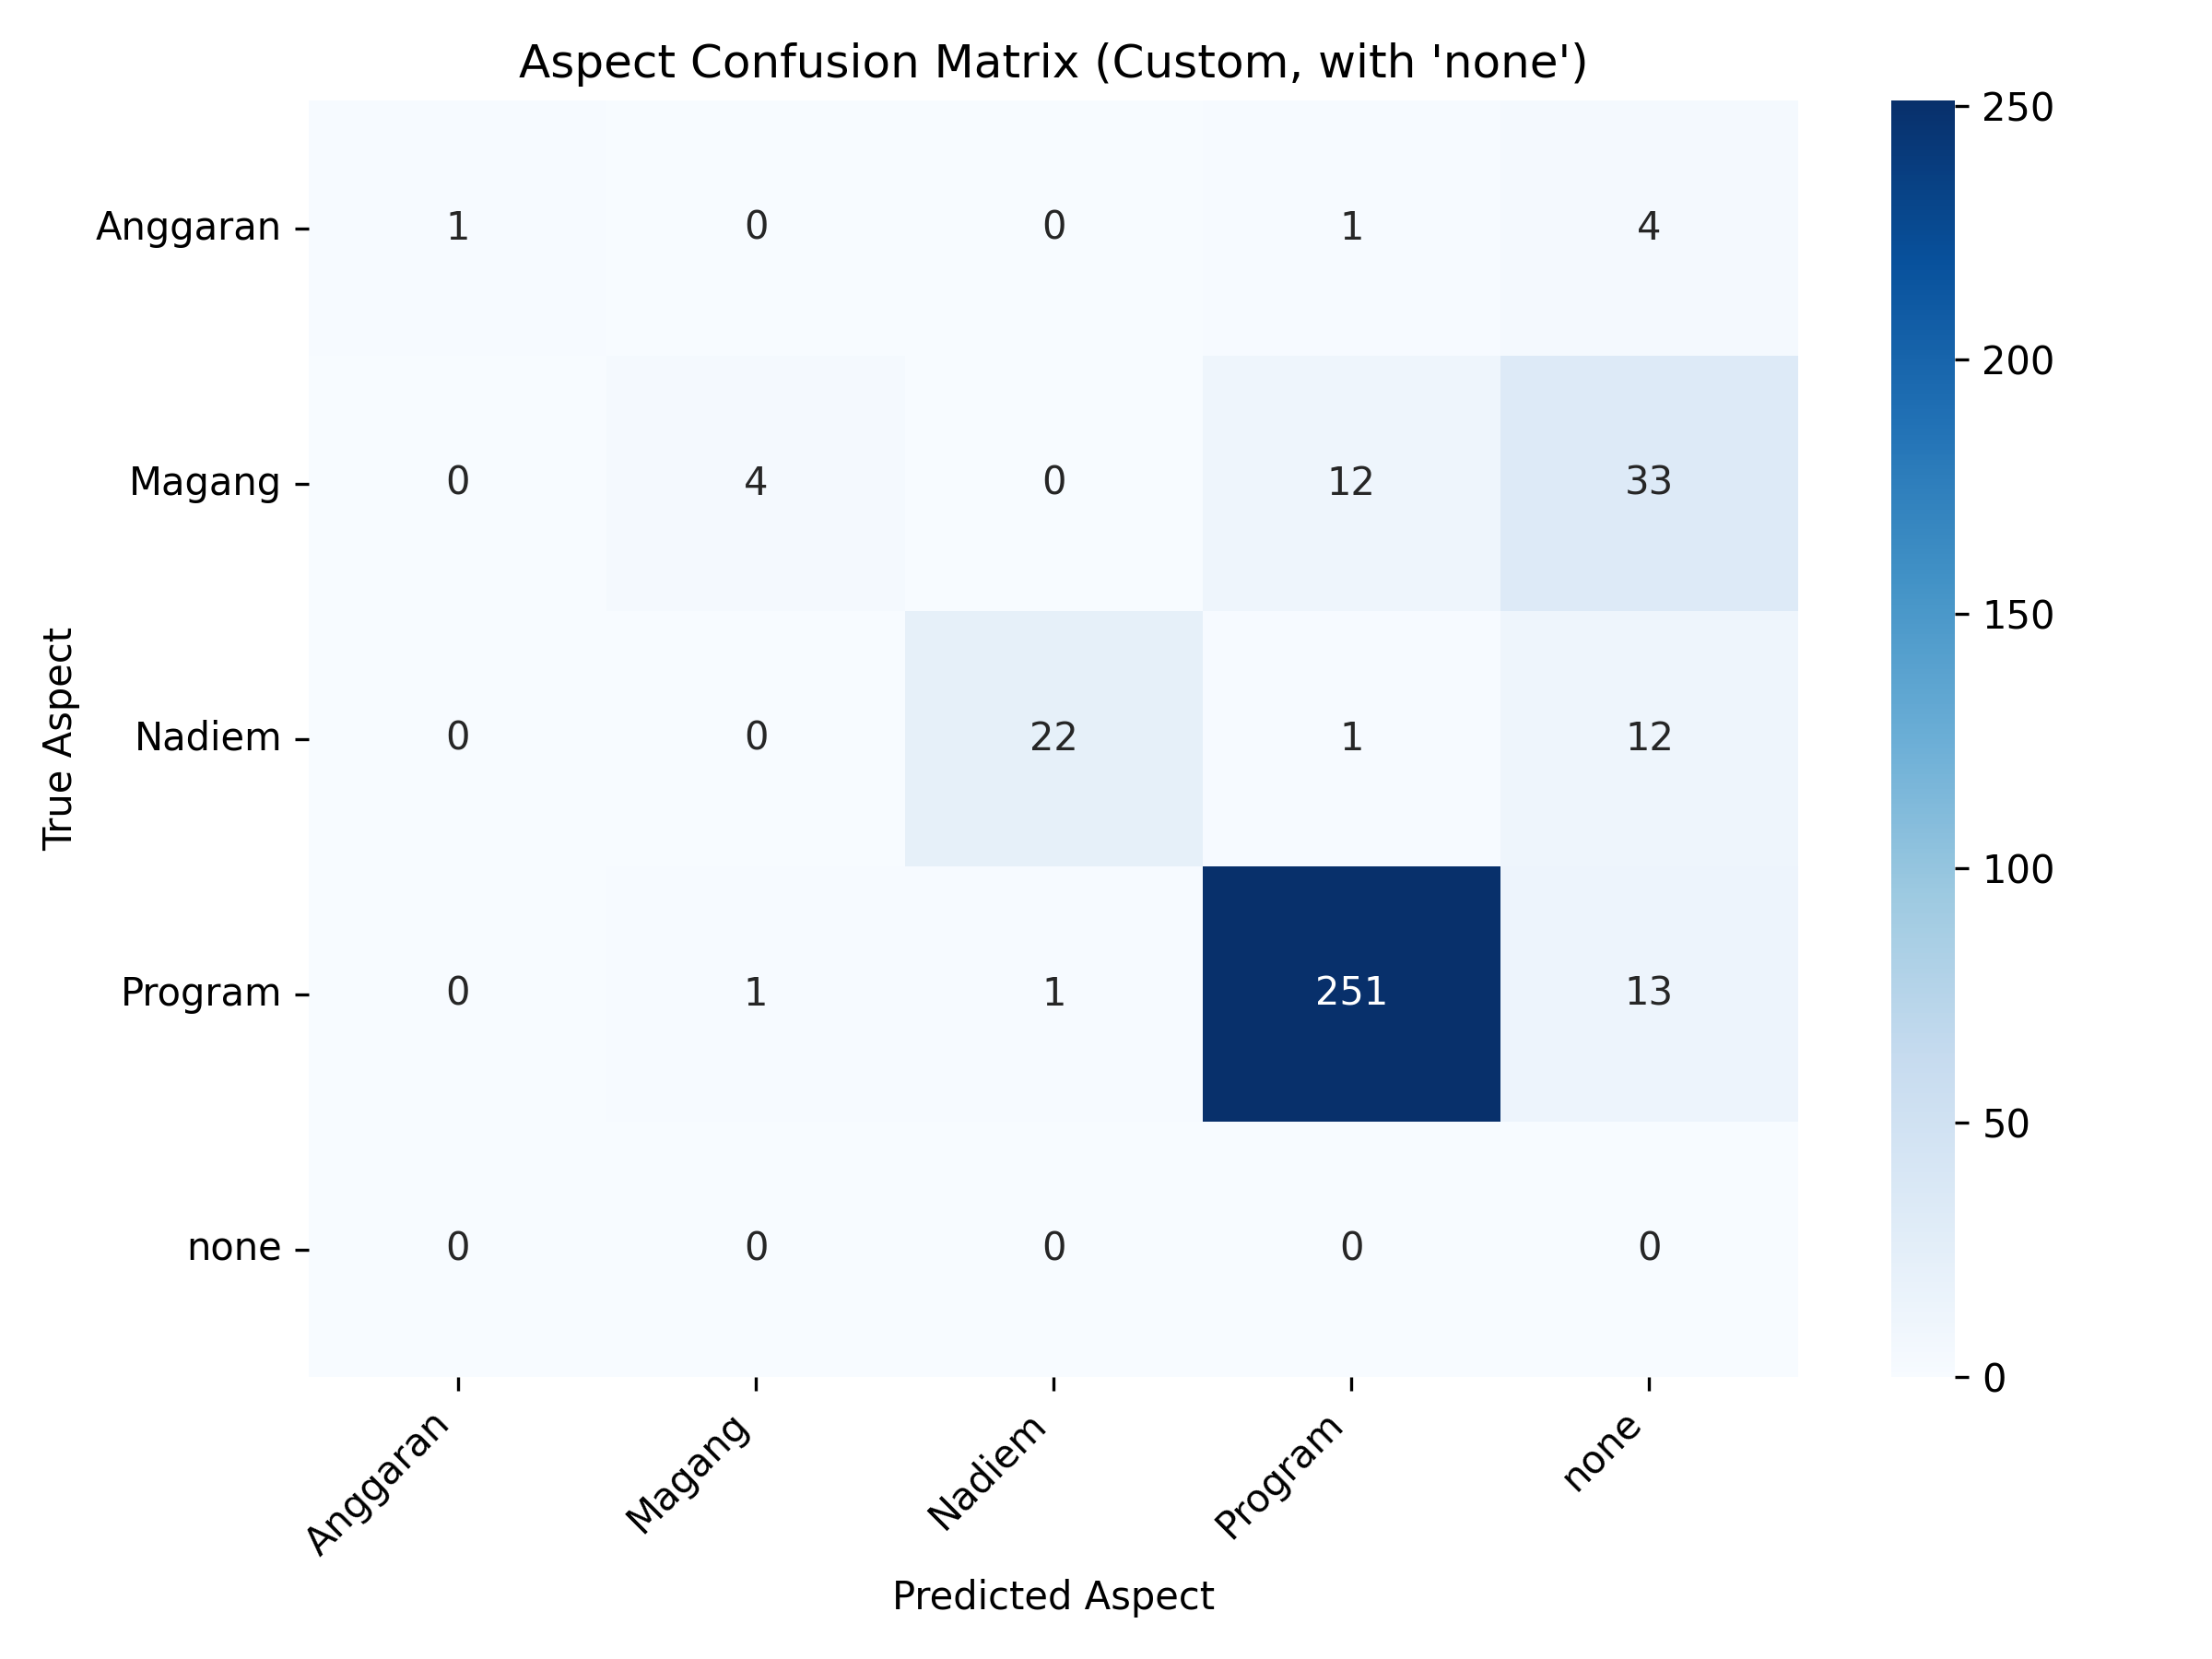 Aspect Confusion Matrix (Custom, with 'none')
True Aspect
Anggaran 1 0 0 1 4
Magang 0 4 0 12 33
Nadiem 0 0 22 1 12
Program 0 1 1 251 13
none 0 0 0 0 0
Anggaran Magang Nadiem Program none
Predicted Aspect
250
200
150
100
50
0